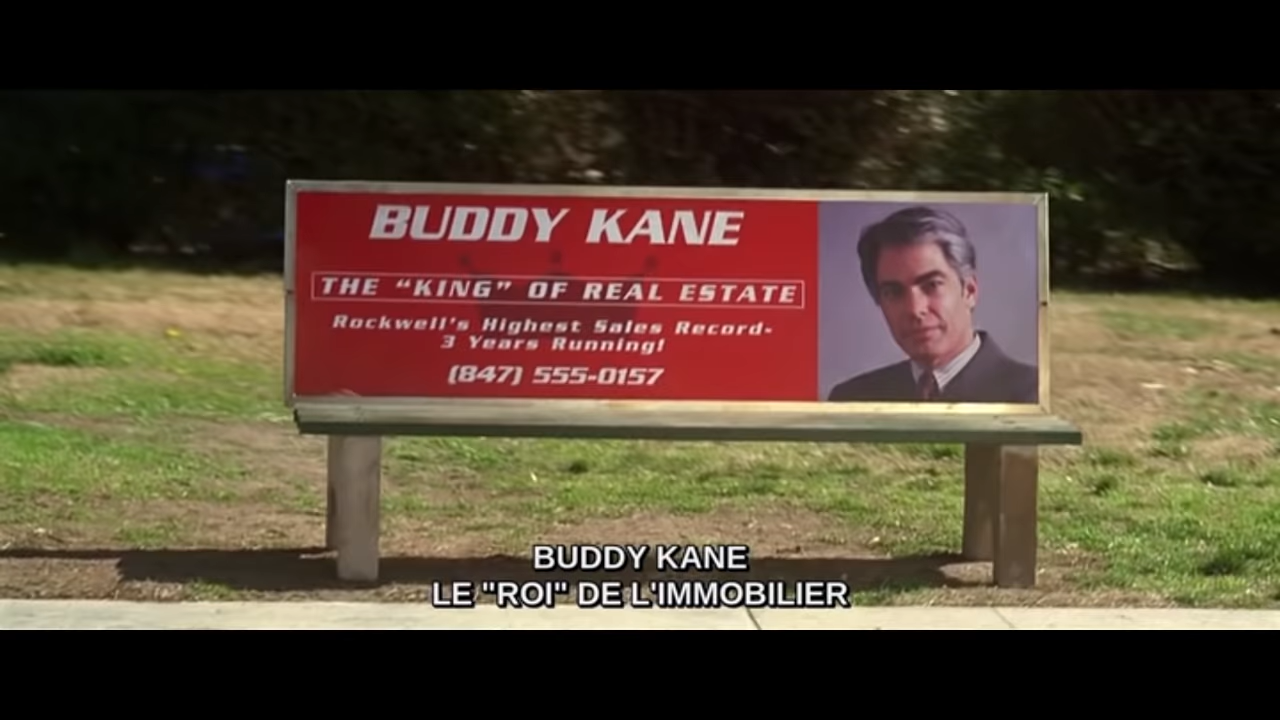 BUDDY KANE
THE “KING” OF REAL ESTATE
Rockwell's Highest Sales Record-
3 Years Running!
(847) 555-0157
BUDDY KANE
LE "ROI" DE L'IMMOBILIER